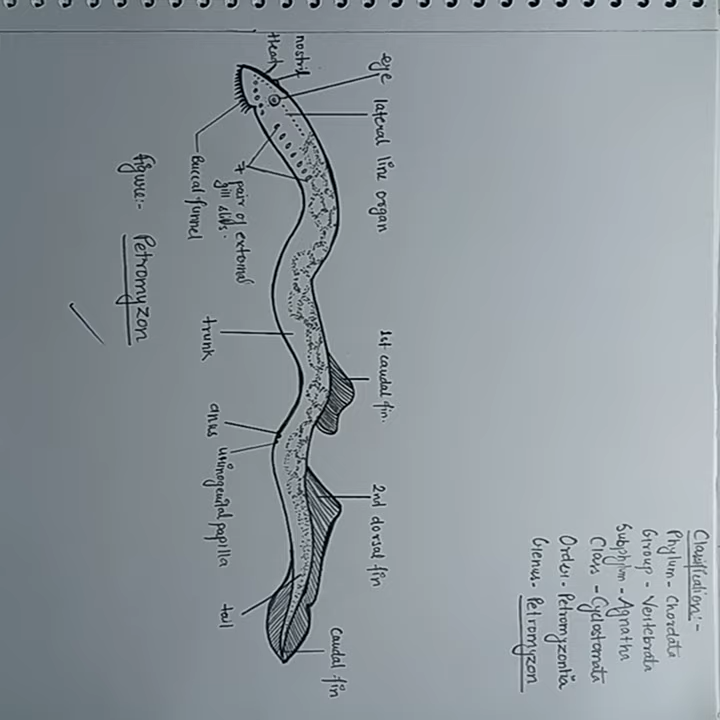 Classifications:-
Phylum - Chordata
Group - Vertebrata
Subphylum - Agnatha
Class - Cyclostomata
Order - Petromyzontia
Genus - Petromyzon
eye
nostril
Head
lateral line organ
1st caudal fin.
2nd dorsal fin
caudal fin
Buccal funnel
7 pair of external
gill slits.
trunk
anus
urinogenital papilla
tail
figure:- Petromyzon